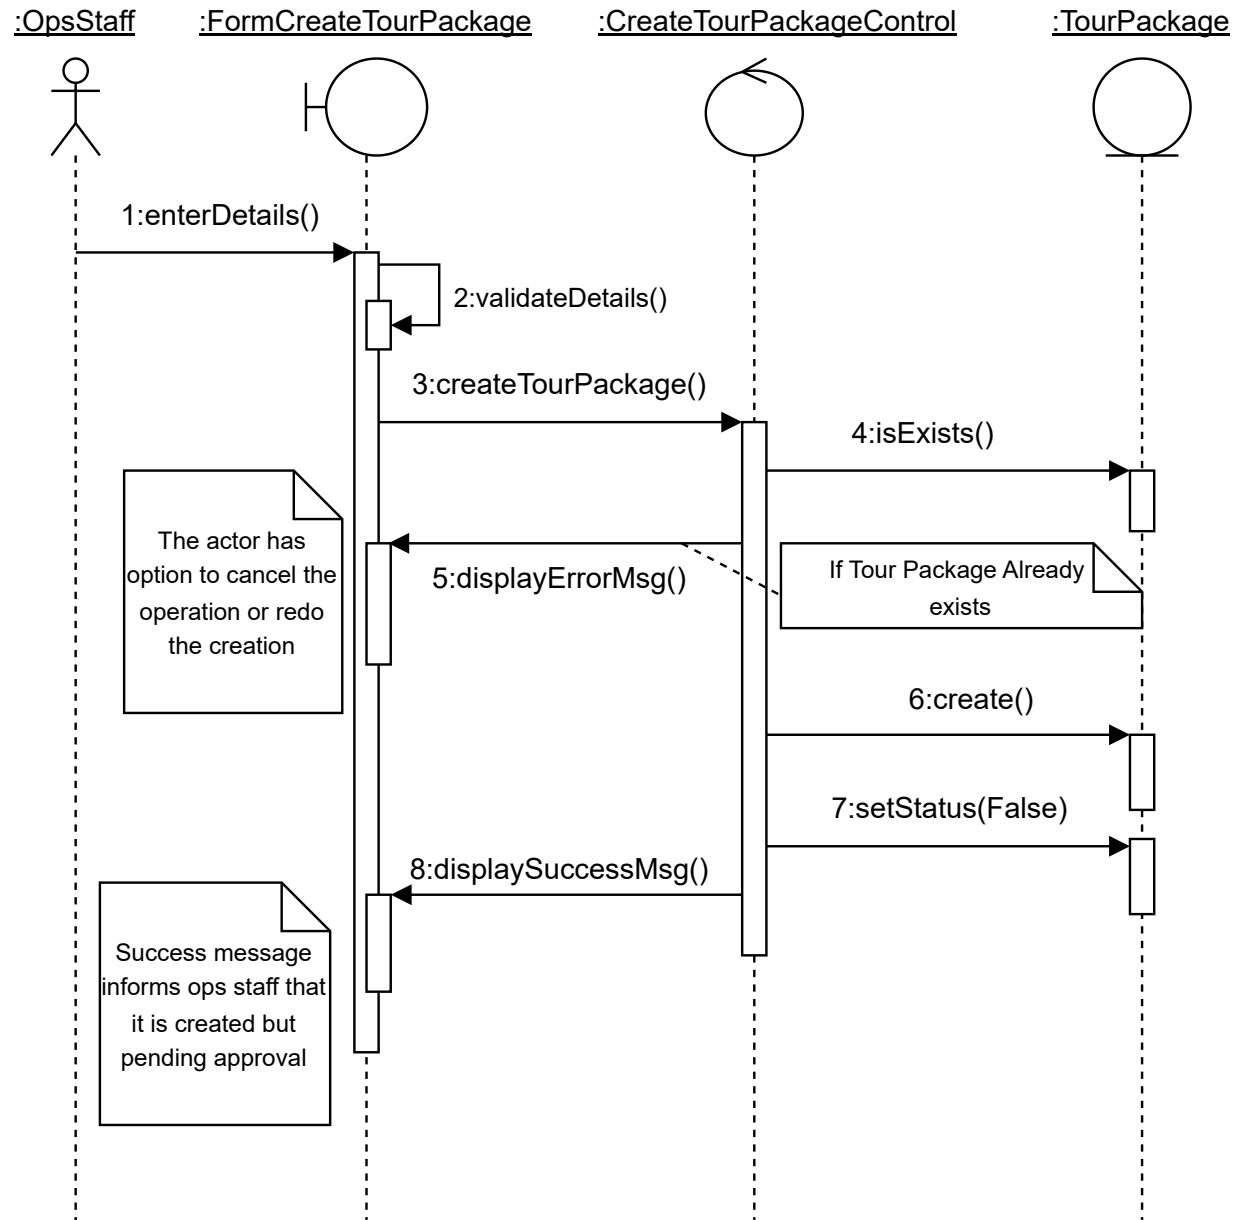 :OpsStaff
:FormCreateTourPackage
:CreateTourPackageControl
:TourPackage
1:enterDetails()
2:validateDetails()
3:createTourPackage()
4:isExists()
The actor has
option to cancel the
operation or redo
the creation
5:displayErrorMsg()
If Tour Package Already
exists
6:create()
7:setStatus(False)
8:displaySuccessMsg()
Success message
informs ops staff that
it is created but
pending approval